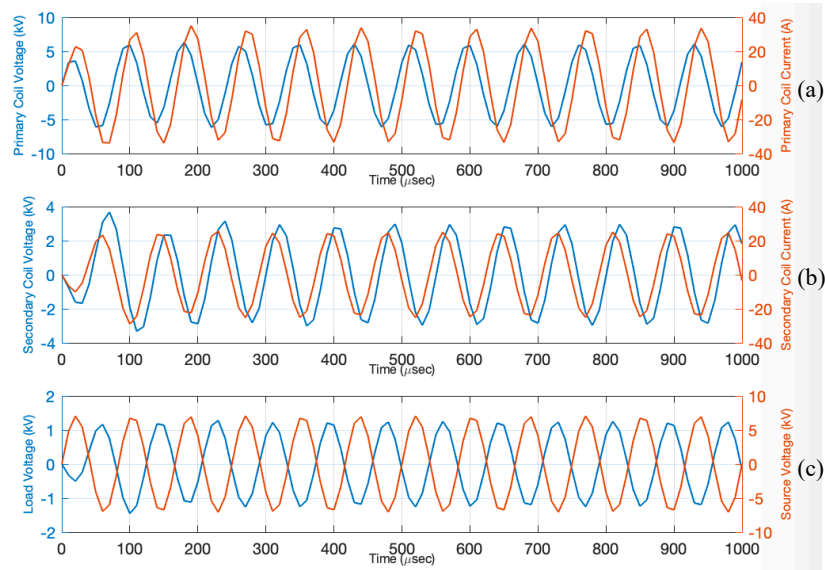 Primary Coil Voltage (kV)
10
5
0
-5
-10
40
20
0
-20
-40
Primary Coil Current (A)
(a)
0 100 200 300 400 500 600 700 800 900 1000
Time (μsec)
Secondary Coil Voltage (kV)
4
2
0
-2
-4
40
20
0
-20
-40
Secondary Coil Current (A)
(b)
0 100 200 300 400 500 600 700 800 900 1000
Time (μsec)
Load Voltage (kV)
2
1
0
-1
-2
10
5
0
-5
-10
Source Voltage (kV)
(c)
0 100 200 300 400 500 600 700 800 900 1000
Time (μsec)